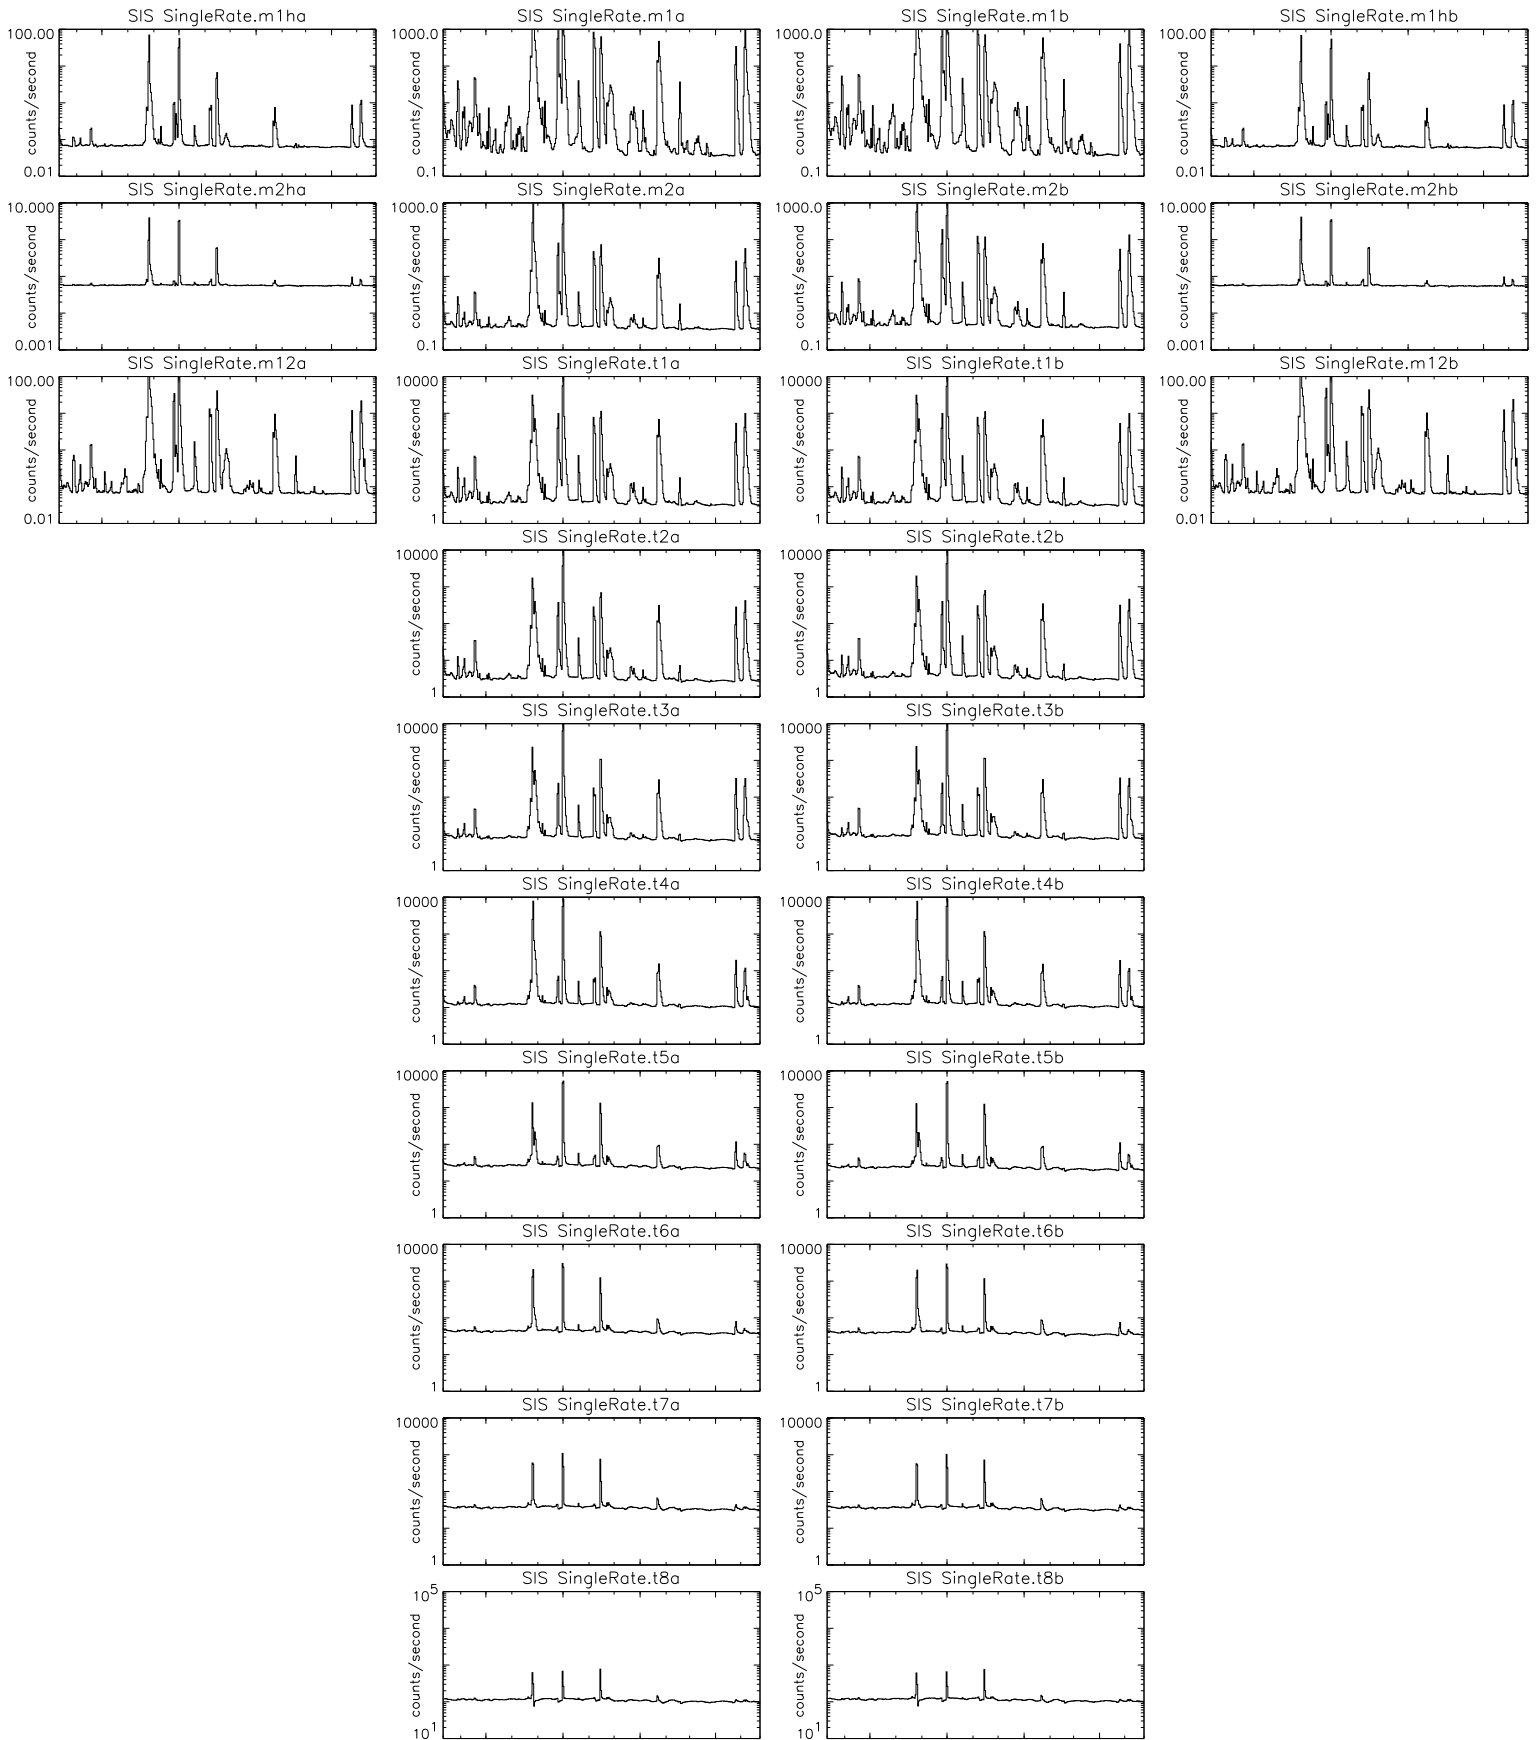 SIS SingleRate.m1ha
100.00
counts/second
0.01
SIS SingleRate.m1a
1000.0
counts/second
0.1
SIS SingleRate.m1b
1000.0
counts/second
0.1
SIS SingleRate.m1hb
100.00
counts/second
0.01
SIS SingleRate.m2ha
10.000
counts/second
0.001
SIS SingleRate.m2a
1000.0
counts/second
0.1
SIS SingleRate.m2b
1000.0
counts/second
0.1
SIS SingleRate.m2hb
10.000
counts/second
0.001
SIS SingleRate.m12a
100.00
counts/second
0.01
SIS SingleRate.t1a
10000
counts/second
1
SIS SingleRate.t1b
10000
counts/second
1
SIS SingleRate.m12b
100.00
counts/second
0.01
SIS SingleRate.t2a
10000
counts/second
1
SIS SingleRate.t2b
10000
counts/second
1
SIS SingleRate.t3a
10000
counts/second
1
SIS SingleRate.t3b
10000
counts/second
1
SIS SingleRate.t4a
10000
counts/second
1
SIS SingleRate.t4b
10000
counts/second
1
SIS SingleRate.t5a
10000
counts/second
1
SIS SingleRate.t5b
10000
counts/second
1
SIS SingleRate.t6a
10000
counts/second
1
SIS SingleRate.t6b
10000
counts/second
1
SIS SingleRate.t7a
10000
counts/second
1
SIS SingleRate.t7b
10000
counts/second
1
SIS SingleRate.t8a
10⁵
counts/second
10¹
SIS SingleRate.t8b
10⁵
counts/second
10¹